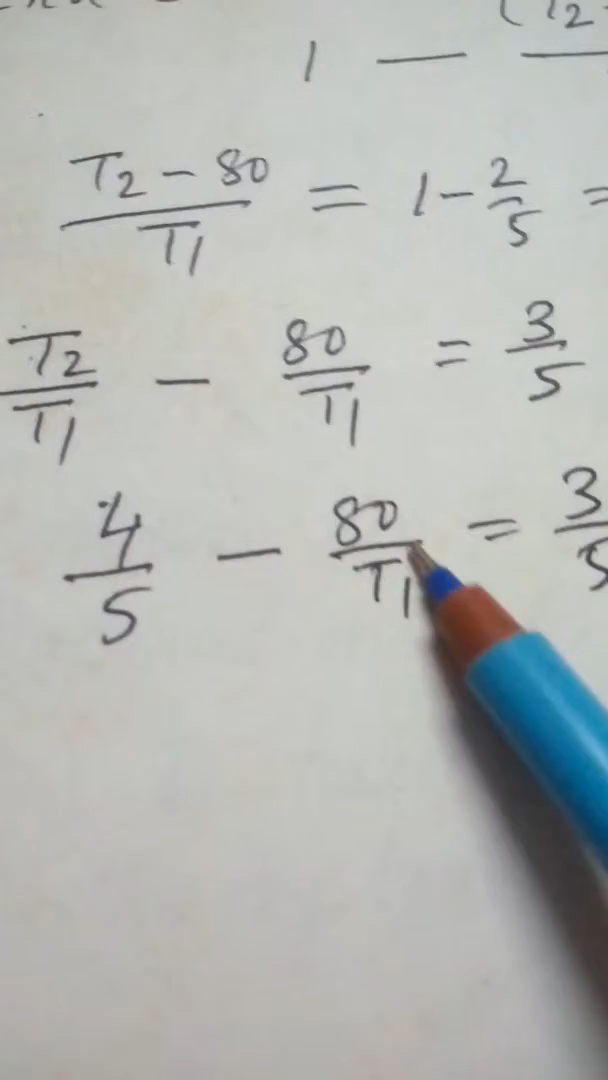 1 — (T₂
(T₂ - 80)/T₁ = 1 - 2/5 =
T₂/T₁ - 80/T₁ = 3/5
4/5 - 80/T₁ = 3/5